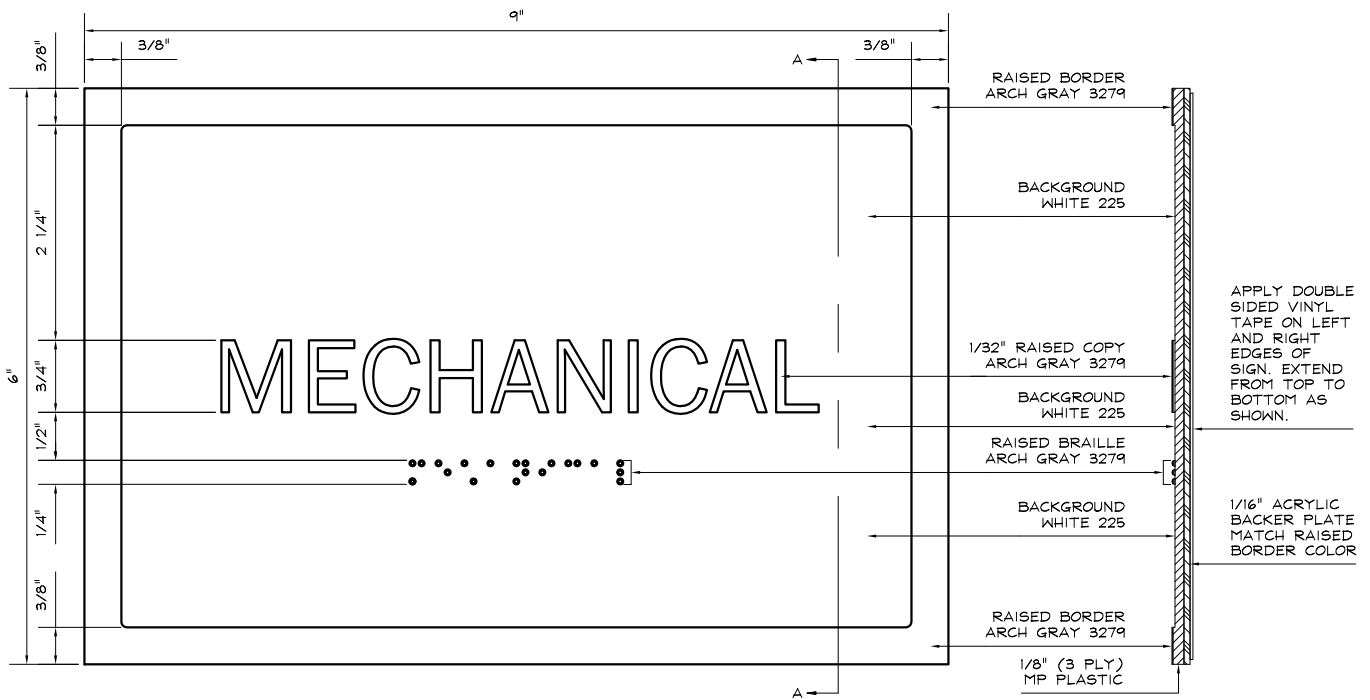 9"
3/8"
3/8"
3/8"
A
RAISED BORDER
ARCH GRAY 3279
BACKGROUND
WHITE 225
2 1/4"
APPLY DOUBLE
SIDED VINYL
TAPE ON LEFT
AND RIGHT
EDGES OF
SIGN. EXTEND
FROM TOP TO
BOTTOM AS
SHOWN.
6"
3/4"
MECHANICAL
1/32" RAISED COPY
ARCH GRAY 3279
BACKGROUND
WHITE 225
1/2"
RAISED BRAILLE
ARCH GRAY 3279
1/4"
BACKGROUND
WHITE 225
1/16" ACRYLIC
BACKER PLATE
MATCH RAISED
BORDER COLOR
3/8"
RAISED BORDER
ARCH GRAY 3279
1/8" (3 PLY)
MP PLASTIC
A